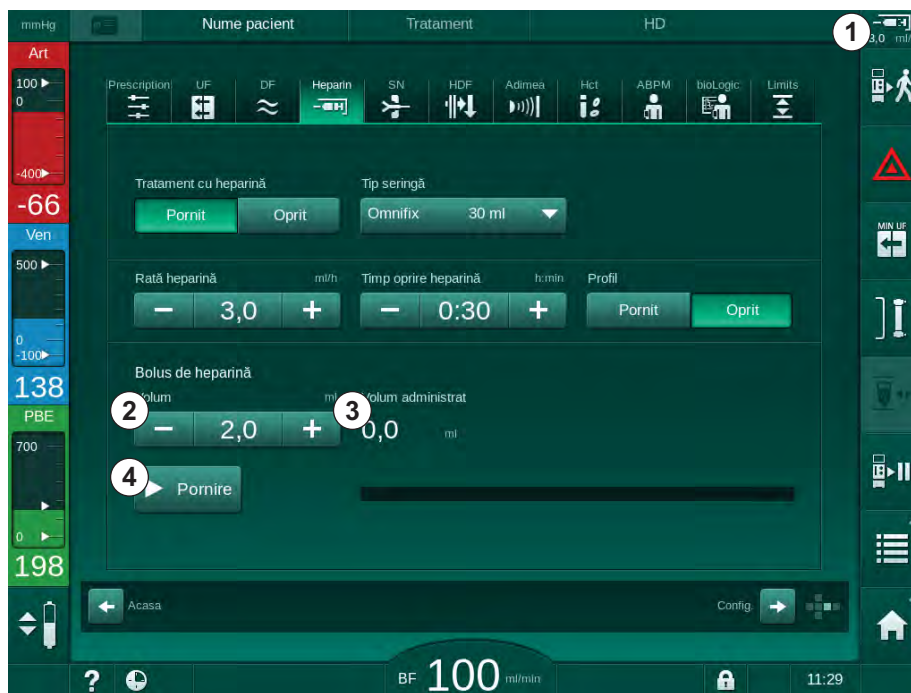 mmHg Nume pacient Tratament HD 1 3,0 ml/
Art
100
0
-400
-66
Ven
500
0
-100
138
PBE
700
0
198
Prescription UF DF Heparin SN HDF Adimea Hct ABPM bioLogic Limits
Tratament cu heparină Tip seringă
Pornit Oprit Omnifix 30 ml
Rată heparină ml/h Timp oprire heparină h:min Profil
− 3,0 + − 0:30 + Pornit Oprit
Bolus de heparină
Volum ml Volum administrat
2 − 2,0 + 3 0,0 ml
4 Pornire
MIN UF
Acasa Config.
? BF 100 ml/min 11:29